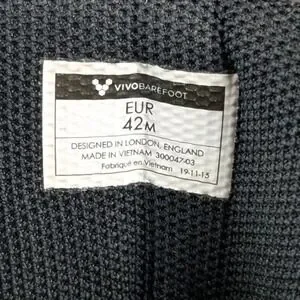 VIVOBAREFOOT
EUR
42M
DESIGNED IN LONDON, ENGLAND
MADE IN VIETNAM 300047-03
Fabriqué en Vietnam 19-11-15